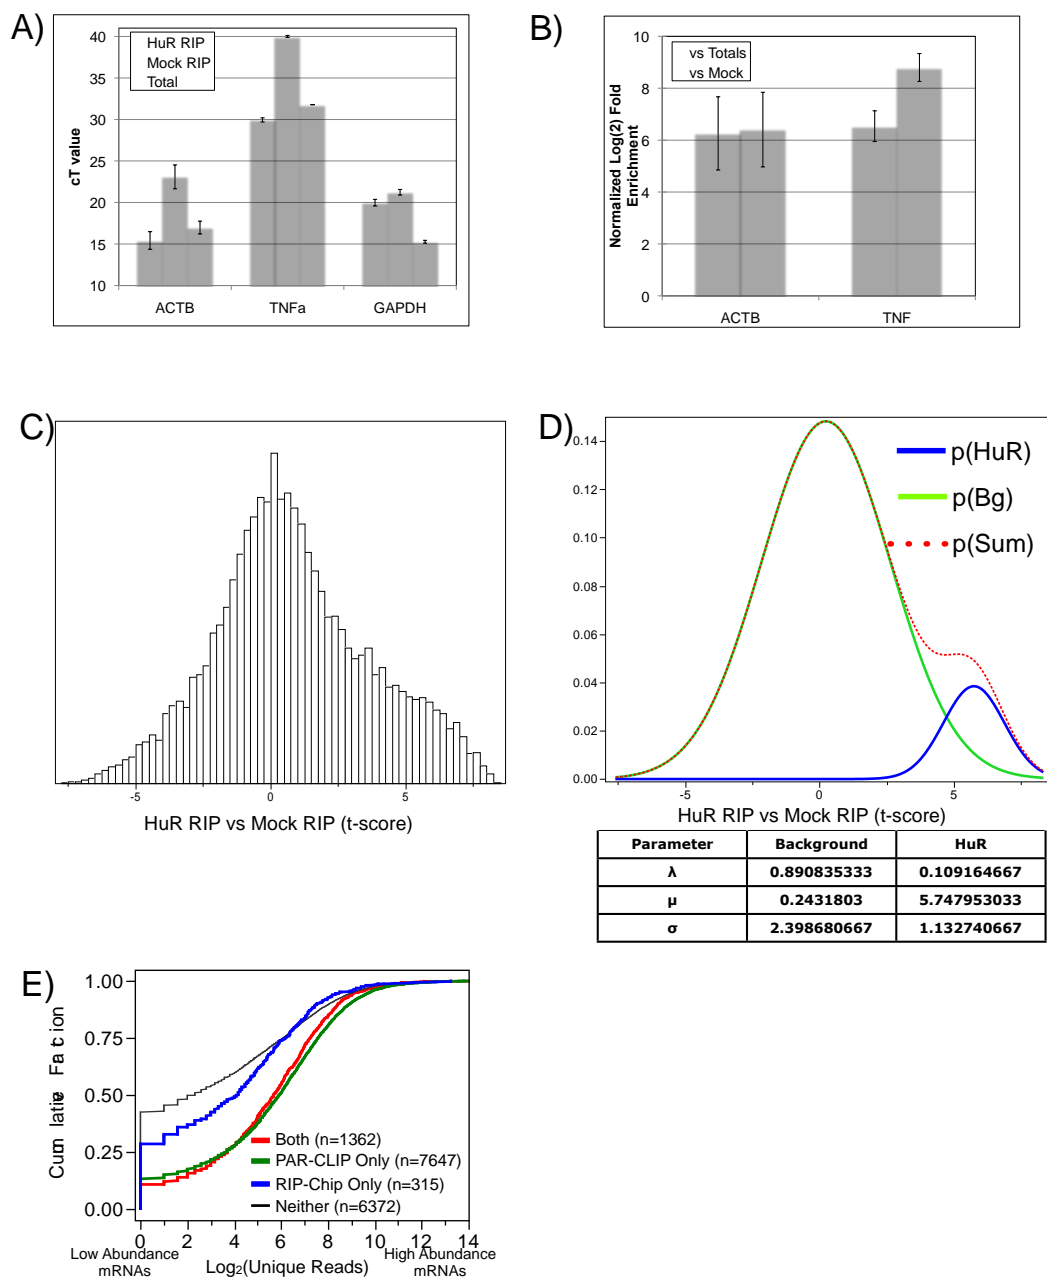 A)
40
35
30
25
20
15
10
cT value
HuR RIP
Mock RIP
Total
ACTB
TNFa
GAPDH
B)
10
8
6
4
2
0
Normalized Log(2) Fold
Enrichment
vs Totals
vs Mock
ACTB
TNF
C)
-5
0
5
HuR RIP vs Mock RIP (t-score)
D)
0.14
0.12
0.10
0.08
0.06
0.04
0.02
0.00
p(HuR)
p(Bg)
p(Sum)
-5
0
5
HuR RIP vs Mock RIP (t-score)
Parameter Background HuR
λ 0.890835333 0.109164667
μ 0.2431803 5.747953033
σ 2.398680667 1.132740667
E)
1.00
0.75
0.50
0.25
0.00
Both (n=1362)
PAR-CLIP Only (n=7647)
RIP-Chip Only (n=315)
Neither (n=6372)
0 2 4 6 8 10 12 14
Low Abundance
mRNAs
Log2(Unique Reads)
High Abundance
mRNAs